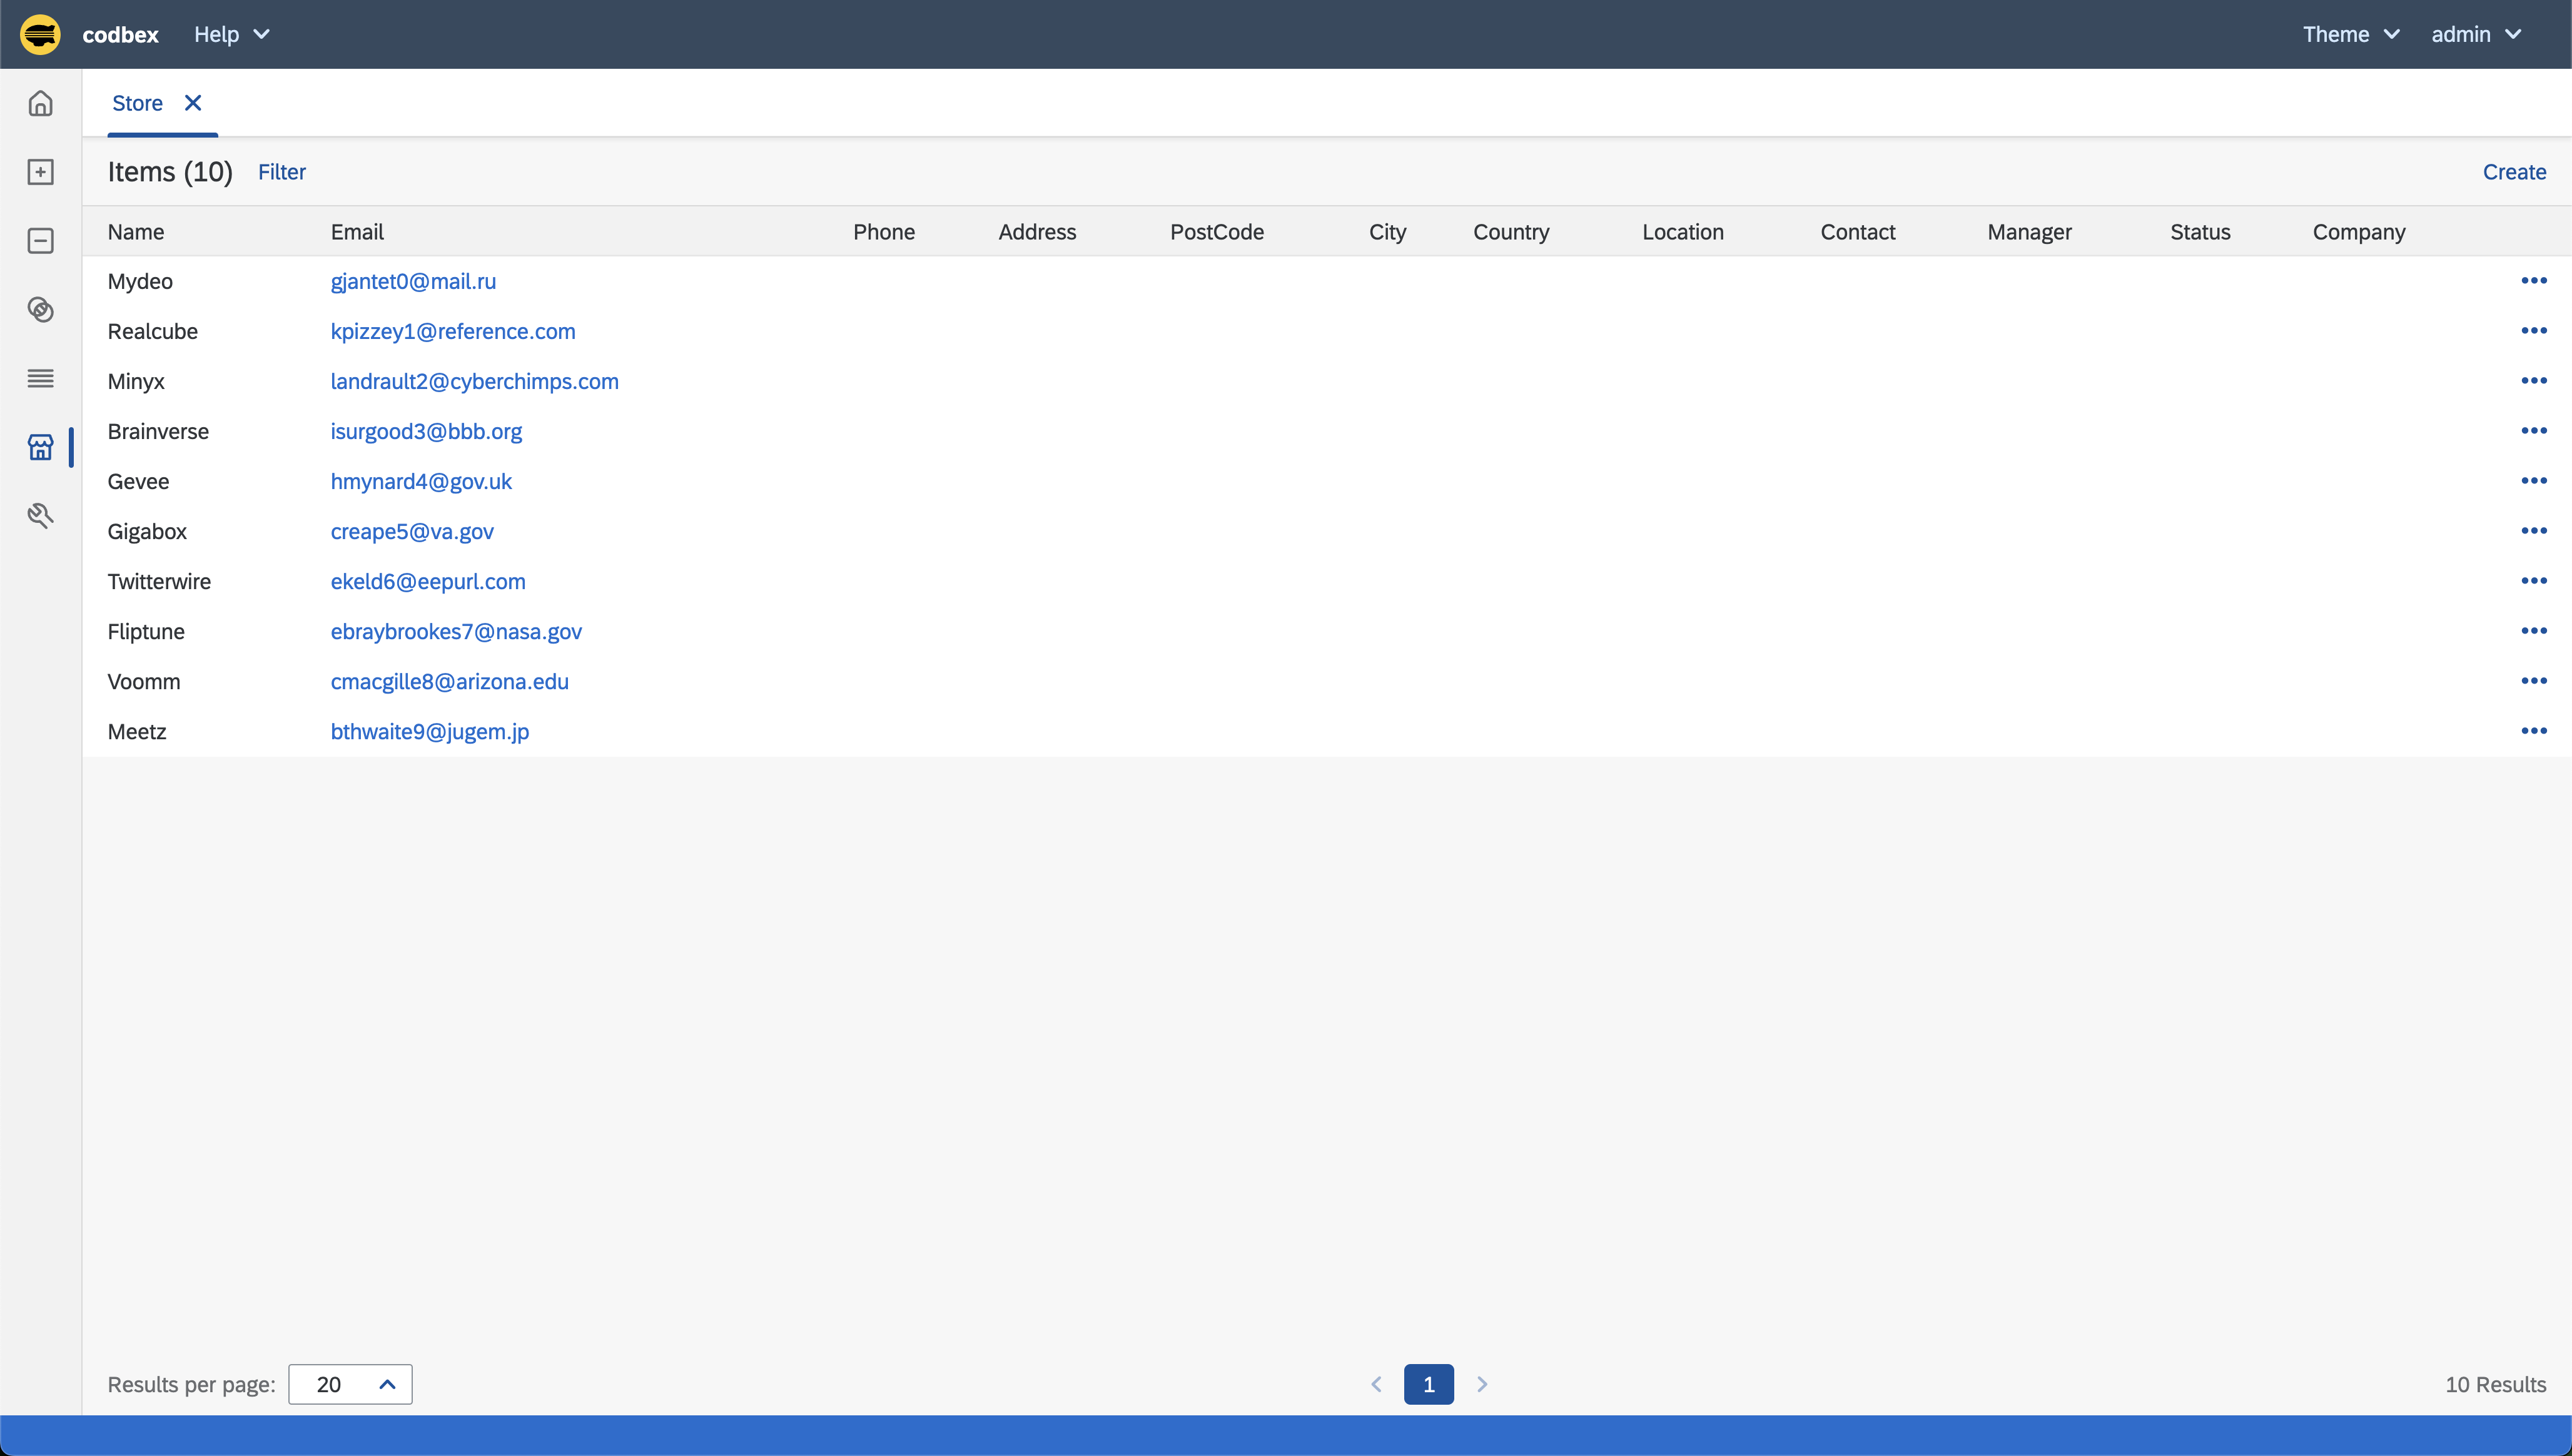 codbex Help Theme admin
Store
Items (10) Filter Create
Name Email Phone Address PostCode City Country Location Contact Manager Status Company
Mydeo gjantet0@mail.ru
Realcube kpizzey1@reference.com
Minyx landrault2@cyberchimps.com
Brainverse isurgood3@bbb.org
Gevee hmynard4@gov.uk
Gigabox creape5@va.gov
Twitterwire ekeld6@eepurl.com
Fliptune ebraybrookes7@nasa.gov
Voomm cmacgille8@arizona.edu
Meetz bthwaite9@jugem.jp
Results per page: 20 1 10 Results